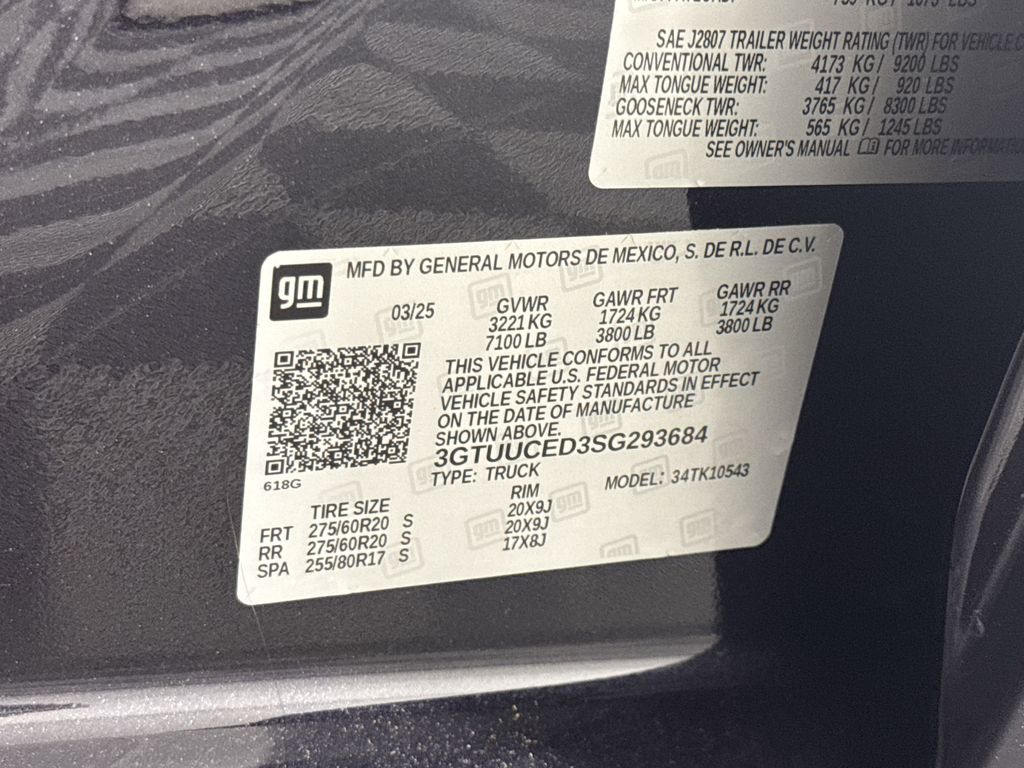 759 KG / 1673 LBS
SAE J2807 TRAILER WEIGHT RATING (TWR) FOR VEHICLE
CONVENTIONAL TWR: 4173 KG / 9200 LBS
MAX TONGUE WEIGHT: 417 KG / 920 LBS
GOOSENECK TWR: 3765 KG / 8300 LBS
MAX TONGUE WEIGHT: 565 KG / 1245 LBS
SEE OWNER'S MANUAL FOR MORE INFORMATION
gm
MFD BY GENERAL MOTORS DE MEXICO, S. DE R.L. DE C.V.
03/25 GVWR GAWR FRT GAWR RR
3221 KG 1724 KG 1724 KG
7100 LB 3800 LB 3800 LB
THIS VEHICLE CONFORMS TO ALL
APPLICABLE U.S. FEDERAL MOTOR
VEHICLE SAFETY STANDARDS IN EFFECT
ON THE DATE OF MANUFACTURE
SHOWN ABOVE.
3GTUUCED3SG293684
618G
TYPE: TRUCK MODEL: 34TK10543
TIRE SIZE RIM
FRT 275/60R20 S 20X9J
RR 275/60R20 S 20X9J
SPA 255/80R17 S 17X8J